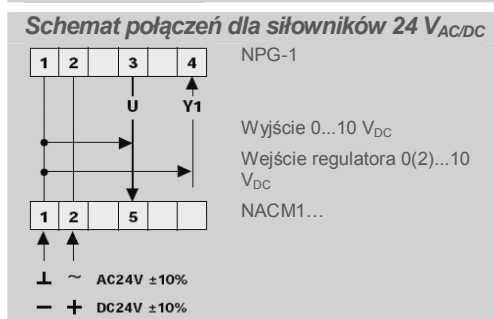 Schemat połączeń dla siłowników 24 VAC/DC
1 2 3 4
NPG-1
U Y1
Wyjście 0...10 VDC
Wejście regulatora 0(2)...10
VDC
1 2 5
NACM1…
⊥ ~ AC24V ±10%
− + DC24V ±10%